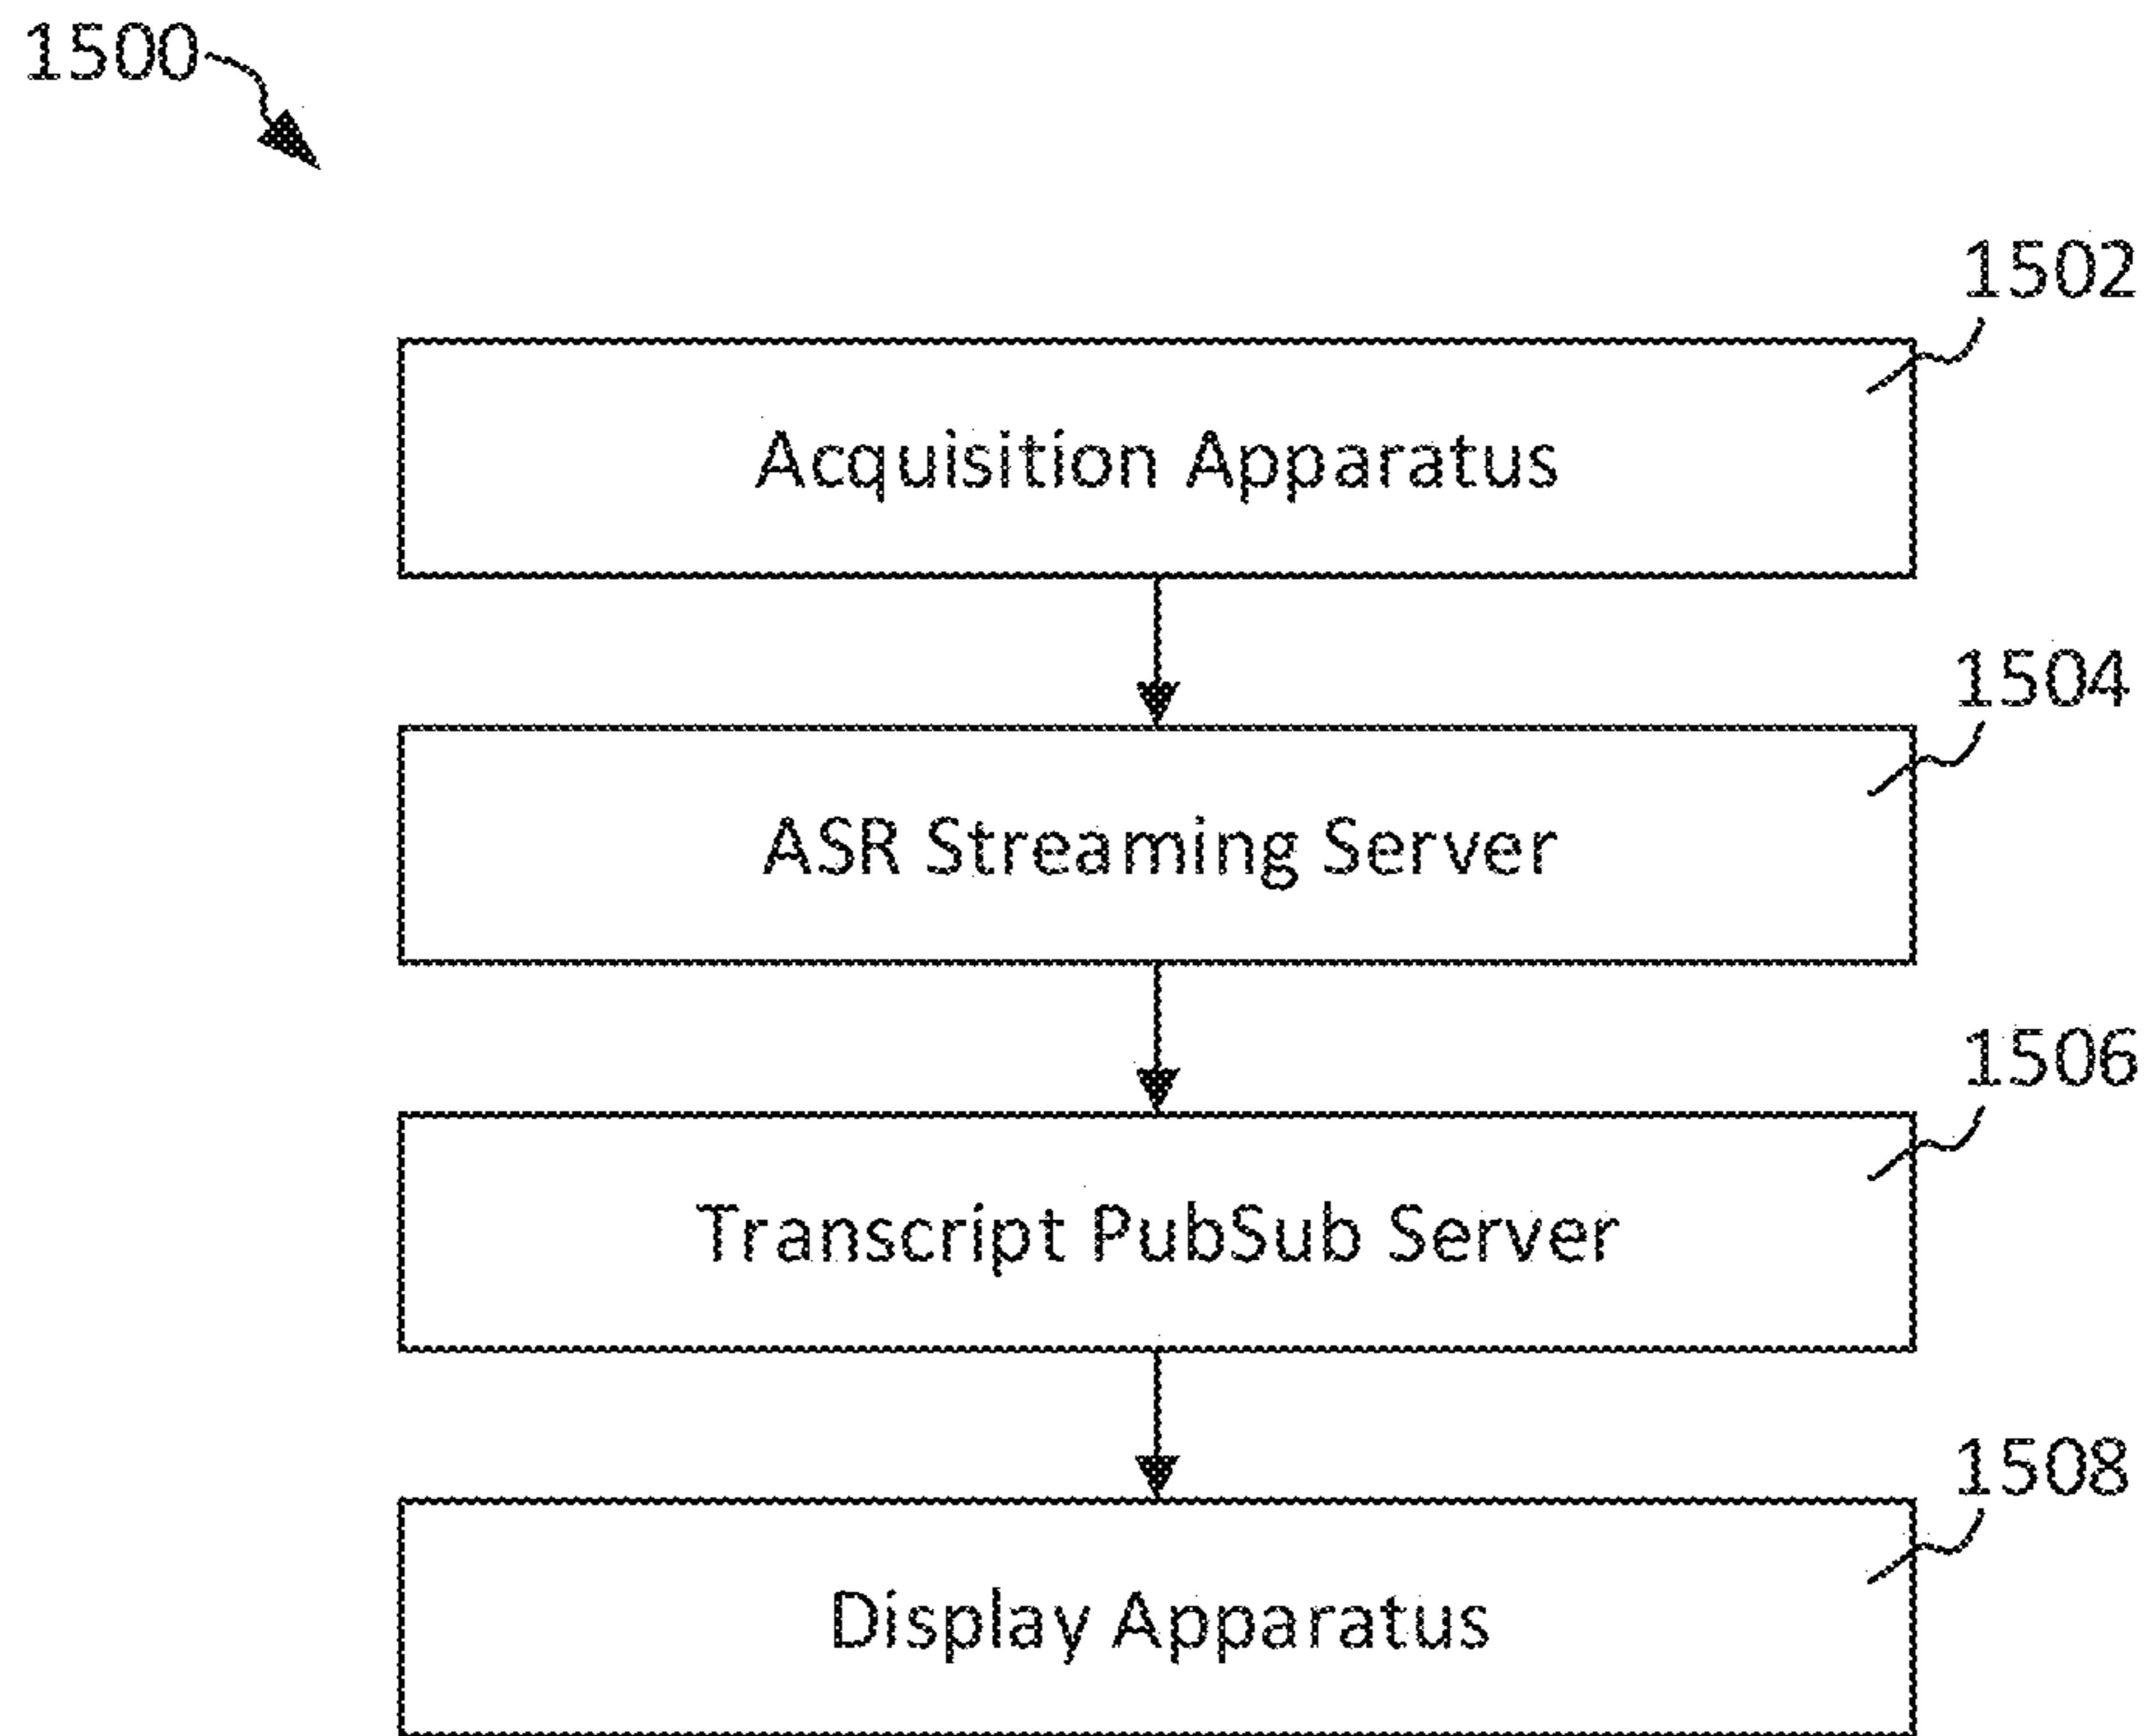 1500
1502
Acquisition Apparatus
1504
ASR Streaming Server
1506
Transcript PubSub Server
1508
Display Apparatus